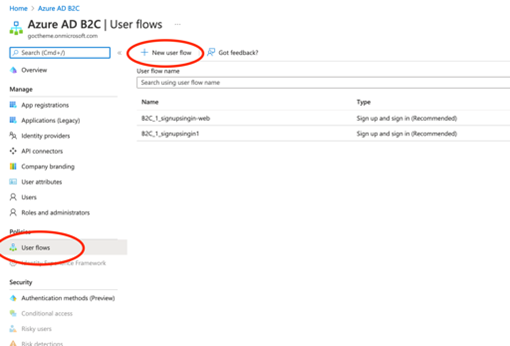 Home > Azure AD B2C >
Azure AD B2C | User flows ...
goctheme.onmicrosoft.com
Search (Cmd+/)
«
+ New user flow
Got feedback?
Overview
User flow name
Search using user flow name
Manage
Name
Type
App registrations
B2C_1_signupsingin-web
Sign up and sign in (Recommended)
Applications (Legacy)
B2C_1_signupsingin1
Sign up and sign in (Recommended)
Identity providers
API connectors
Company branding
User attributes
Users
Roles and administrators
Policies
User flows
Identity Experience Framework
Security
Authentication methods (Preview)
Conditional access
Risky users
Risk detections